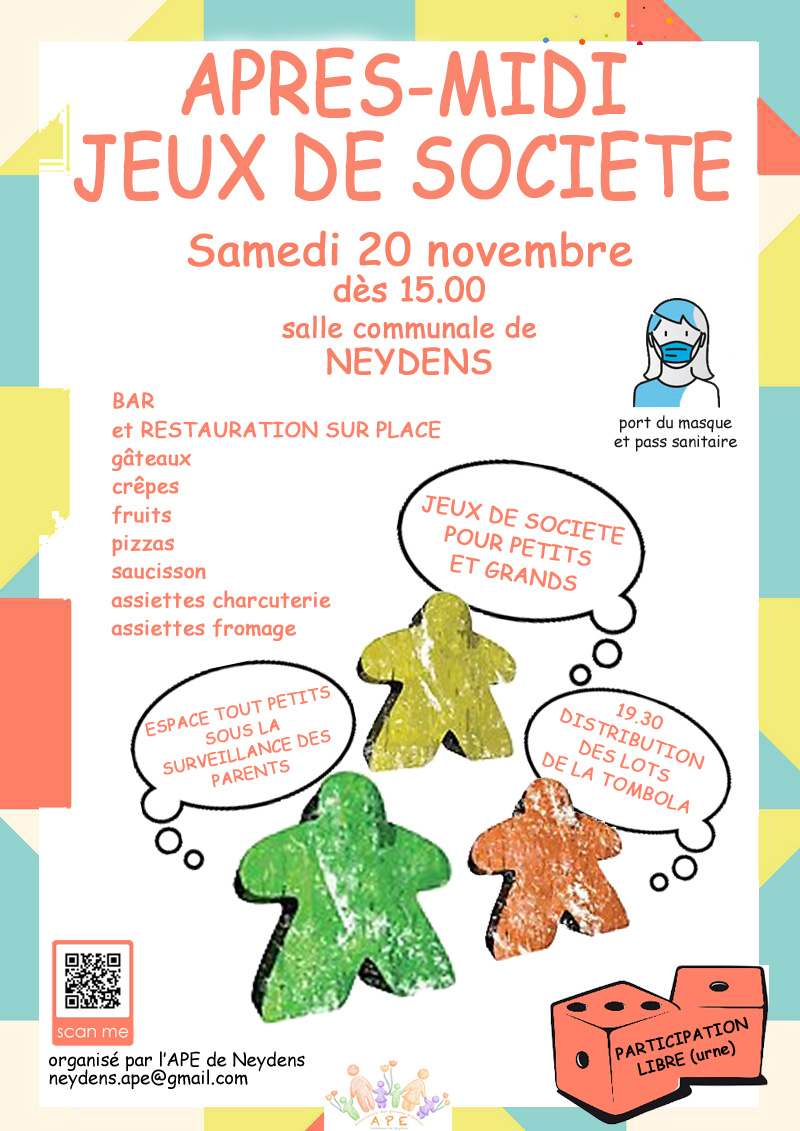 APRES-MIDI
JEUX DE SOCIETE
Samedi 20 novembre
dès 15.00
salle communale de
NEYDENS
port du masque
et pass sanitaire
BAR
et RESTAURATION SUR PLACE
gâteaux
crêpes
fruits
pizzas
saucisson
assiettes charcuterie
assiettes fromage
JEUX DE SOCIETE
POUR PETITS
ET GRANDS
ESPACE TOUT PETITS
SOUS LA
SURVEILLANCE DES
PARENTS
19.30
DISTRIBUTION
DES LOTS
DE LA TOMBOLA
scan me
organisé par l'APE de Neydens
neydens.ape@gmail.com
PARTICIPATION
LIBRE (urne)
APE